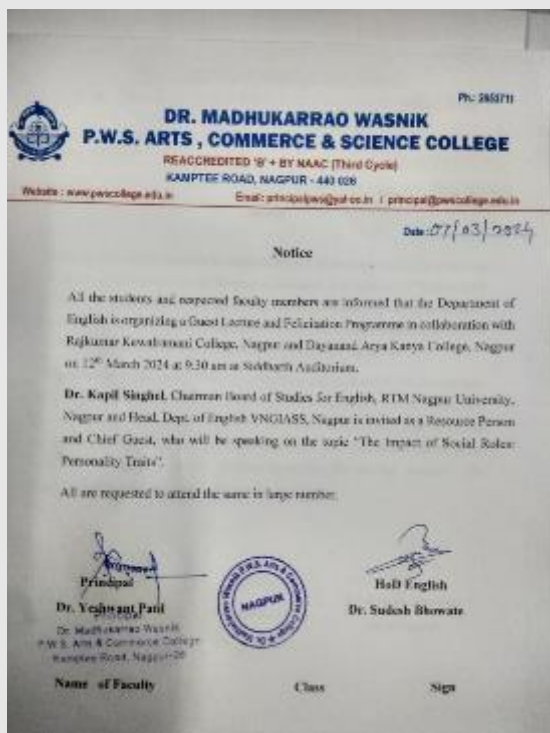 Ph.: 2653711
DR. MADHUKARRAO WASNiK
P.W.S. ARTS , COMMERCE & SCIENCE COLLEGE
REACCREDITED 'B' + BY NAAC (Third Cycle)
KAMPTEE ROAD, NAGPUR - 440 026
Website : www.pwscollege.edu.in Email: principalpws@yahoo.in | principal@pwscollege.edu.in
Date : 07/03/2024
Notice
All the students and respected faculty members are informed that the Department of
English is organizing a Guest Lecture and Felicitation Programme in collaboration with
Rajkumar Kewalramani College, Nagpur and Dayanand Arya Kanya College, Nagpur
on 12th March 2024 at 9:30 am at Siddharth Auditorium.
Dr. Kapil Singhel, Chairman Board of Studies for English, RTM Nagpur University,
Nagpur and Head, Dept. of English VNGIASS, Nagpur is invited as a Resource Person
and Chief Guest, who will be speaking on the topic "The Impact of Social Roles:
Personality Traits".
All are requested to attend the same in large number.
Principal HoD English
Dr. Yeshwant Patil Dr. Sudesh Bhowate
Principal
Dr. Madhukarrao Wasnik
P.W.S. Arts & Commerce College
Kamptee Road, Nagpur-26
NAGPUR
Name of Faculty Class Sign